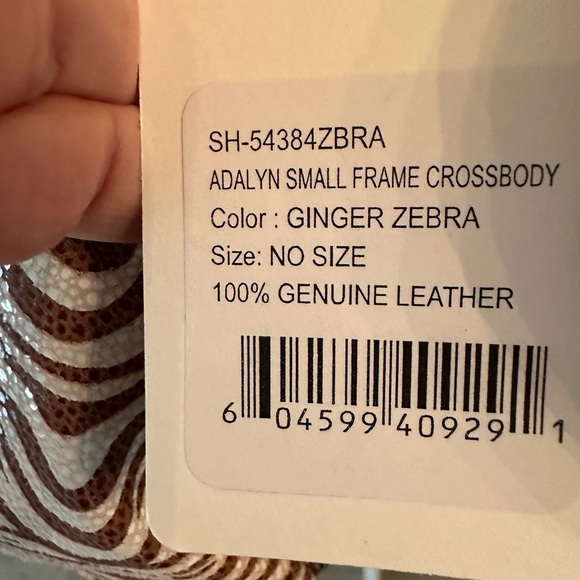 SH-54384ZBRA
ADALYN SMALL FRAME CROSSBODY
Color : GINGER ZEBRA
Size: NO SIZE
100% GENUINE LEATHER
6 04599 40929 1